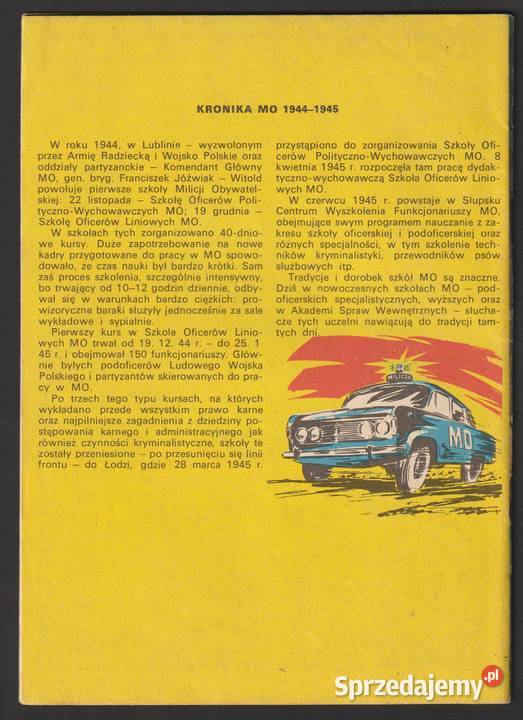 KRONIKA MO 1944–1945
W roku 1944, w Lublinie – wyzwolonym
przez Armię Radziecką i Wojsko Polskie oraz
oddziały partyzanckie – Komendant Główny
MO, gen. bryg. Franciszek Jóźwiak – Witold
powołuje pierwsze szkoły Milicji Obywatel-
skiej: 22 listopada – Szkołę Oficerów Poli-
tyczno-Wychowawczych MO; 19 grudnia –
Szkołę Oficerów Liniowych MO.
W szkołach tych zorganizowano 40-dnio-
we kursy. Duże zapotrzebowanie na nowe
kadry przygotowane do pracy w MO spowo-
dowało, że czas nauki był bardzo krótki. Sam
zaś proces szkolenia, szczególnie intensywny,
bo trwający od 10–12 godzin dziennie, odby-
wał się w warunkach bardzo ciężkich: pro-
wizoryczne baraki służyły jednocześnie za sale
wykładowe i sypialnie.
Pierwszy kurs w Szkole Oficerów Linio-
wych MO trwał od 19. 12. 44 r. – do 25. 1
45 r. i obejmował 150 funkcjonariuszy. Głów-
nie byłych podoficerów Ludowego Wojska
Polskiego i partyzantów skierowanych do pra-
cy w MO.
Po trzech tego typu kursach, na których
wykładano przede wszystkim prawo karne
oraz najpilniejsze zagadnienia z dziedziny po-
stępowania karnego i administracyjnego jak
również czynności kryminalistyczne, szkoły te
zostały przeniesione – po przesunięciu się linii
frontu – do Łodzi, gdzie 28 marca 1945 r.
przystąpiono do zorganizowania Szkoły Ofi-
cerów Polityczno-Wychowawczych MO. 8
kwietnia 1945 r. rozpoczęła tam pracę dydak-
tyczno-wychowawczą Szkoła Oficerów Linio-
wych MO.
W czerwcu 1945 r. powstaje w Słupsku
Centrum Wyszkolenia Funkcjonariuszy MO,
obejmujące swym programem nauczanie z za-
kresu szkoły oficerskiej i podoficerskiej oraz
różnych specjalności, w tym szkolenie tech-
ników kryminalistyki, przewodników psów
służbowych itp.
Tradycje i dorobek szkół MO są znaczne.
Dziś w nowoczesnych szkołach MO – pod-
oficerskich specjalistycznych, wyższych oraz
w Akademi Spraw Wewnętrznych – słucha-
cze tych uczelni nawiązują do tradycji tam-
tych dni.
MILICJA
MO
Sprzedajemy.pl